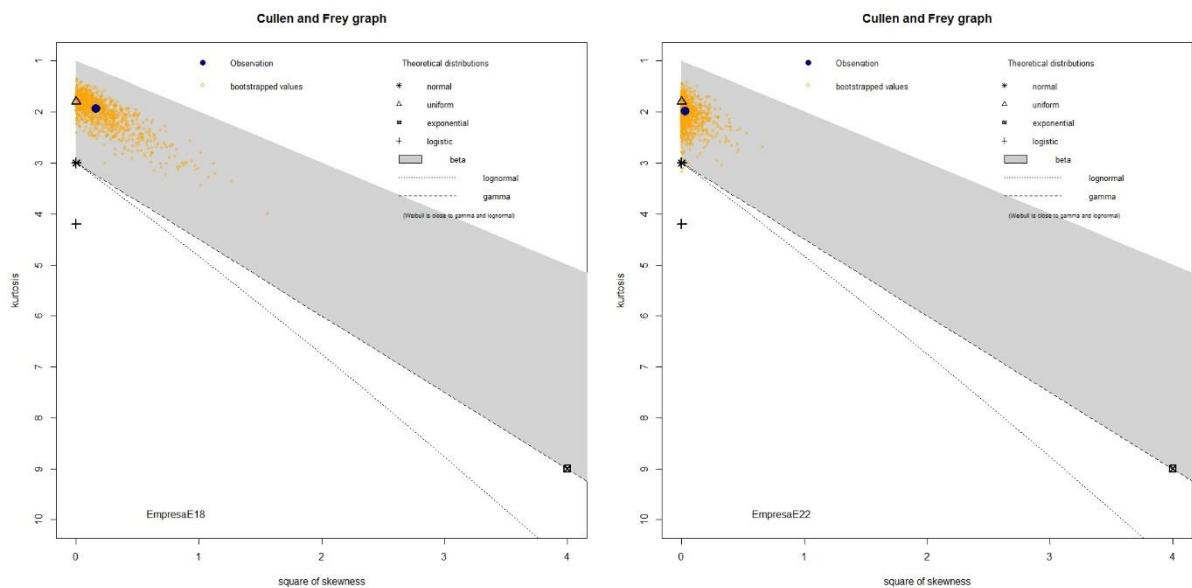 Cullen and Frey graph
Observation
bootstrapped values
Theoretical distributions
normal
uniform
exponential
logistic
beta
lognormal
gamma
(Weibull is close to gamma and lognormal)
kurtosis
1
2
3
4
5
6
7
8
9
10
EmpresaE18
0 1 2 3 4
square of skewness
Cullen and Frey graph
Observation
bootstrapped values
Theoretical distributions
normal
uniform
exponential
logistic
beta
lognormal
gamma
(Weibull is close to gamma and lognormal)
kurtosis
1
2
3
4
5
6
7
8
9
10
EmpresaE22
0 1 2 3 4
square of skewness